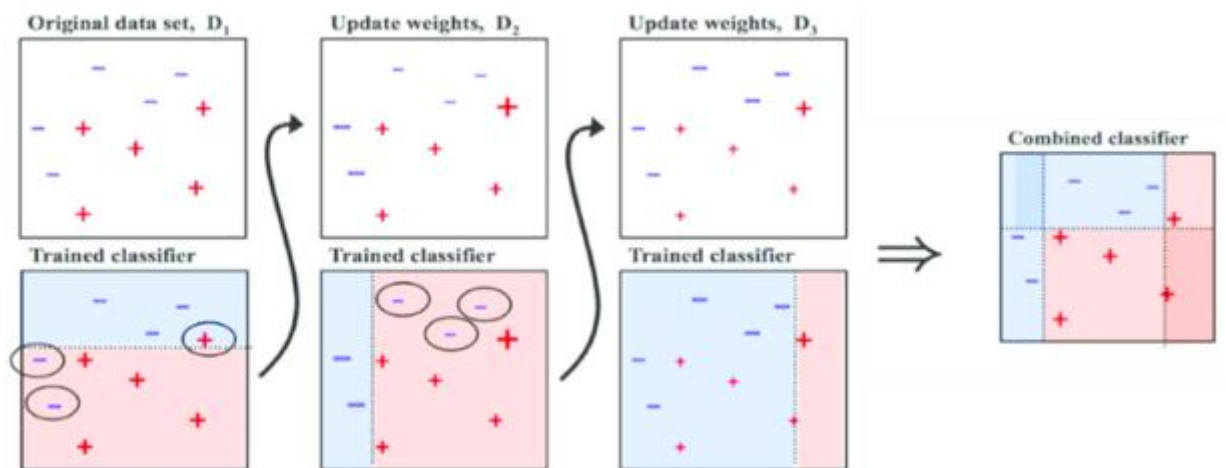 Original data set, D₁
Update weights, D₂
Update weights, D₃
Combined classifier
Trained classifier
Trained classifier
Trained classifier